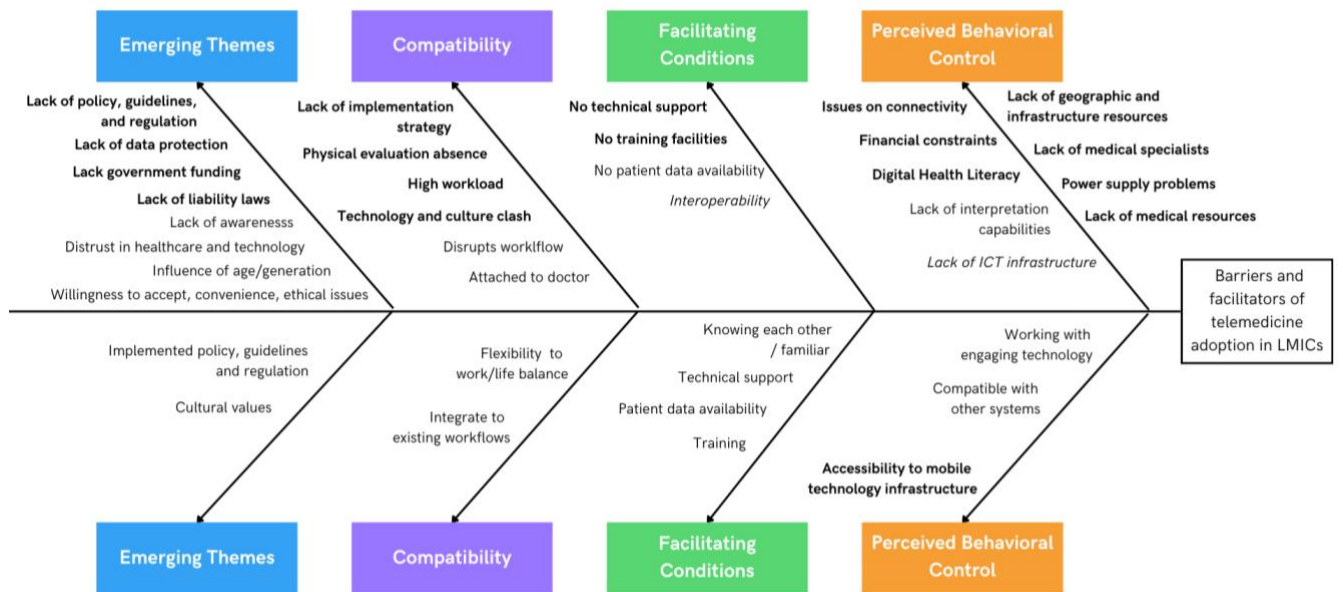 Emerging Themes
Compatibility
Facilitating
Conditions
Perceived Behavioral
Control
Lack of policy, guidelines,
and regulation
Lack of data protection
Lack government funding
Lack of liability laws
Lack of awarenesss
Distrust in healthcare and technology
Influence of age/generation
Willingness to accept, convenience, ethical issues
Lack of implementation
strategy
Physical evaluation absence
High workload
Technology and culture clash
Disrupts worklflow
Attached to doctor
No technical support
No training facilities
No patient data availability
Interoperability
Issues on connectivity
Financial constraints
Digital Health Literacy
Lack of interpretation
capabilities
Lack of ICT infrastructure
Lack of geographic and
infrastructure resources
Lack of medical specialists
Power supply problems
Lack of medical resources
Barriers and
facilitators of
telemedicine
adoption in LMICs
Implemented policy, guidelines
and regulation
Cultural values
Flexibility to
work/life balance
Integrate to
existing workflows
Knowing each other
/ familiar
Technical support
Patient data availability
Training
Working with
engaging technology
Compatible with
other systems
Accessibility to mobile
technology infrastructure
Emerging Themes
Compatibility
Facilitating
Conditions
Perceived Behavioral
Control